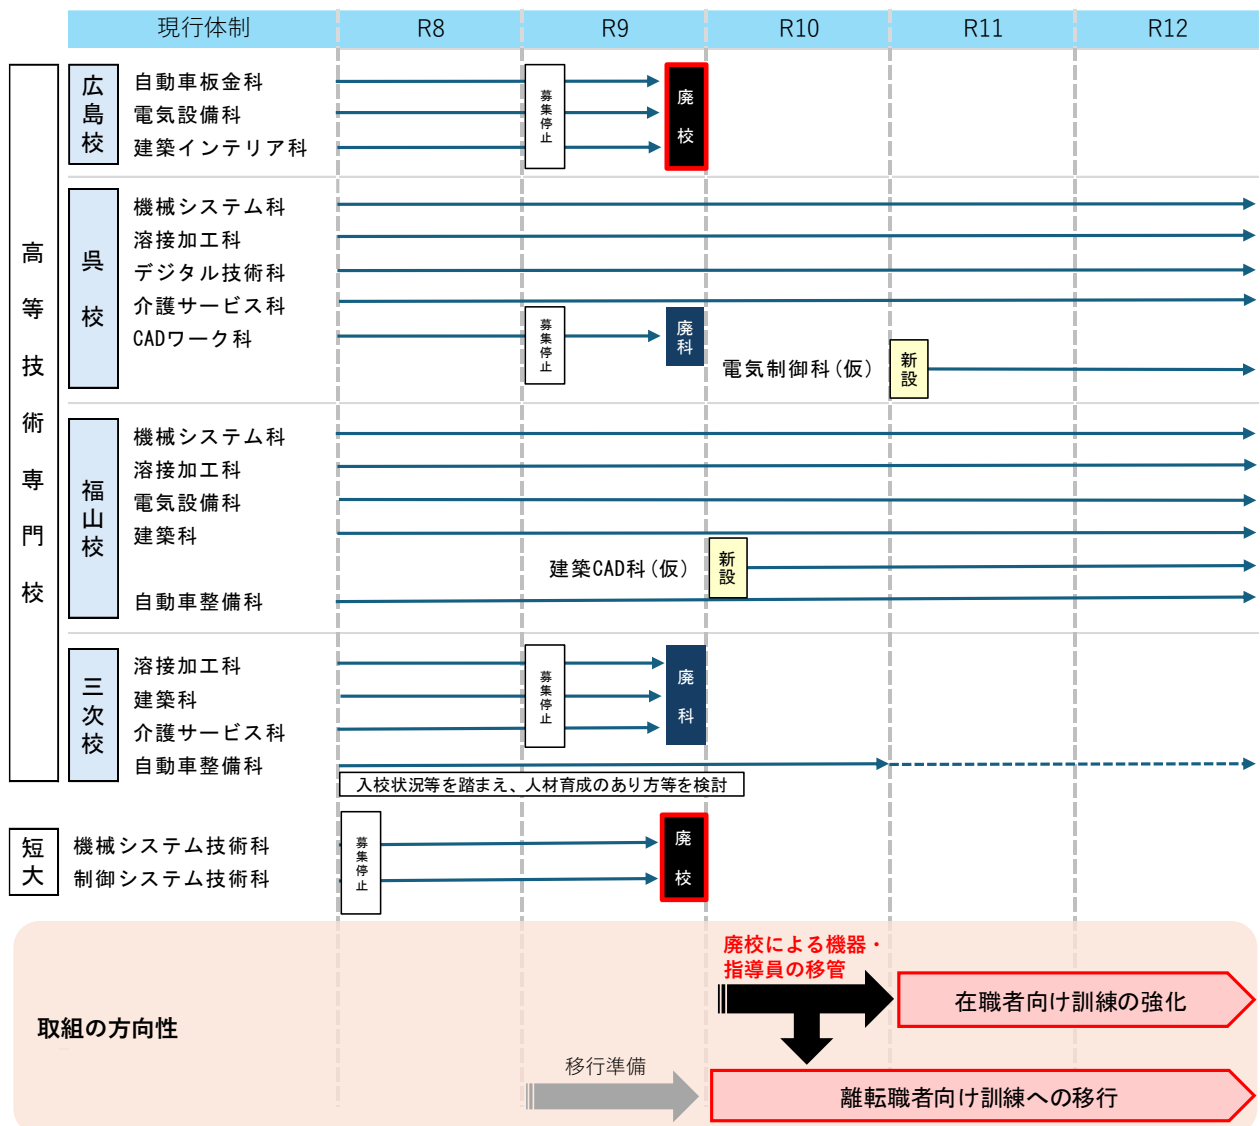 現行体制 R8 R9 R10 R11 R12
高等技術専門校
広島校
自動車板金科
電気設備科
建築インテリア科
募集停止
廃校
呉校
機械システム科
溶接加工科
デジタル技術科
介護サービス科
CADワーク科
募集停止
廃科
電気制御科(仮)
新設
福山校
機械システム科
溶接加工科
電気設備科
建築科
建築CAD科(仮)
新設
自動車整備科
三次校
溶接加工科
建築科
介護サービス科
自動車整備科
募集停止
廃科
入校状況等を踏まえ、人材育成のあり方等を検討
短大
機械システム技術科
制御システム技術科
募集停止
廃校
取組の方向性
廃校による機器・
指導員の移管
在職者向け訓練の強化
移行準備
離転職者向け訓練への移行